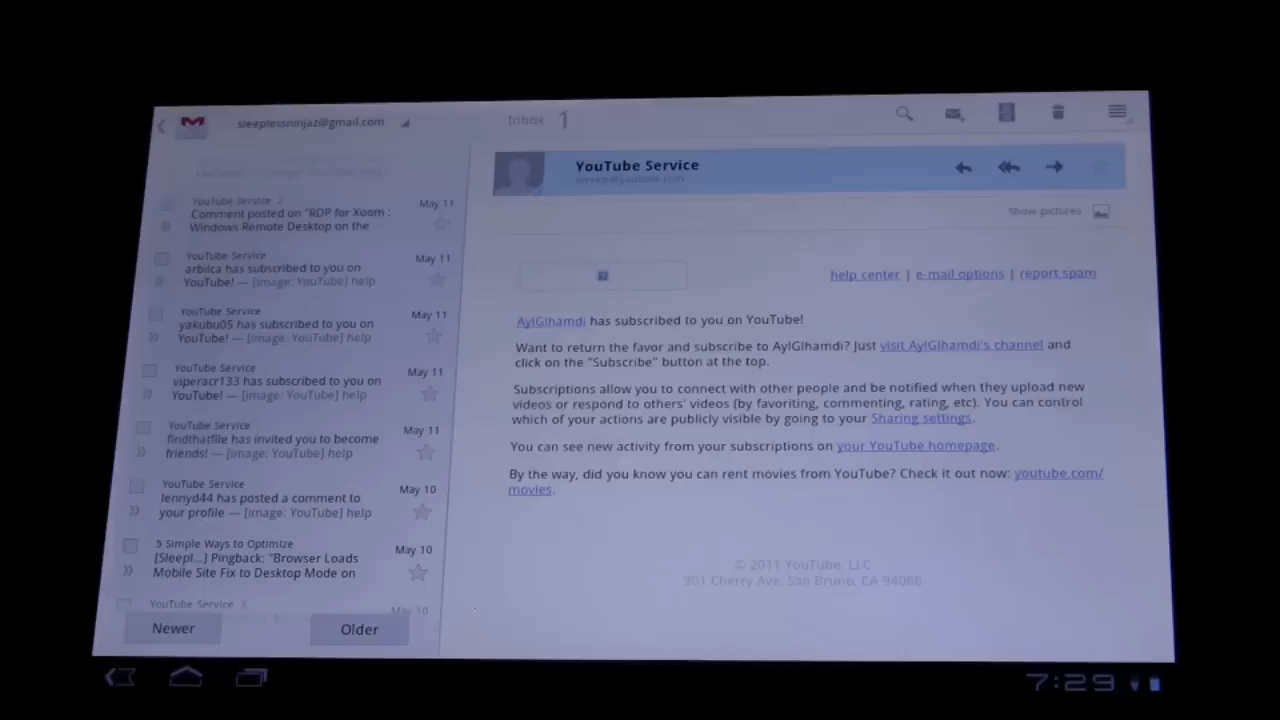 sleeplessninjaz@gmail.com
Inbox 1
YouTube Service 2
Comment posted on "RDP for Xoom :
Windows Remote Desktop on the
May 11
YouTube Service
arbilca has subscribed to you on
YouTube! — [image: YouTube] help
May 11
YouTube Service
yakubu05 has subscribed to you on
YouTube! — [image: YouTube] help
May 11
YouTube Service
viperacr133 has subscribed to you on
YouTube! — [image: YouTube] help
May 11
YouTube Service
findthatfile has invited you to become
friends! — [image: YouTube] help
May 11
YouTube Service
lennyd44 has posted a comment to
your profile — [image: YouTube] help
May 10
5 Simple Ways to Optimize
[Sleepl...] Pingback: "Browser Loads
Mobile Site Fix to Desktop Mode on
May 10
YouTube Service 2
May 10
Newer
Older
YouTube Service
service@youtube.com
Show pictures
help center | e-mail options | report spam
AylGlhamdi has subscribed to you on YouTube!
Want to return the favor and subscribe to AylGlhamdi? Just visit AylGlhamdi's channel and
click on the "Subscribe" button at the top.
Subscriptions allow you to connect with other people and be notified when they upload new
videos or respond to others' videos (by favoriting, commenting, rating, etc). You can control
which of your actions are publicly visible by going to your Sharing settings.
You can see new activity from your subscriptions on your YouTube homepage.
By the way, did you know you can rent movies from YouTube? Check it out now: youtube.com/
movies.
© 2011 YouTube, LLC
901 Cherry Ave, San Bruno, CA 94066
7:29